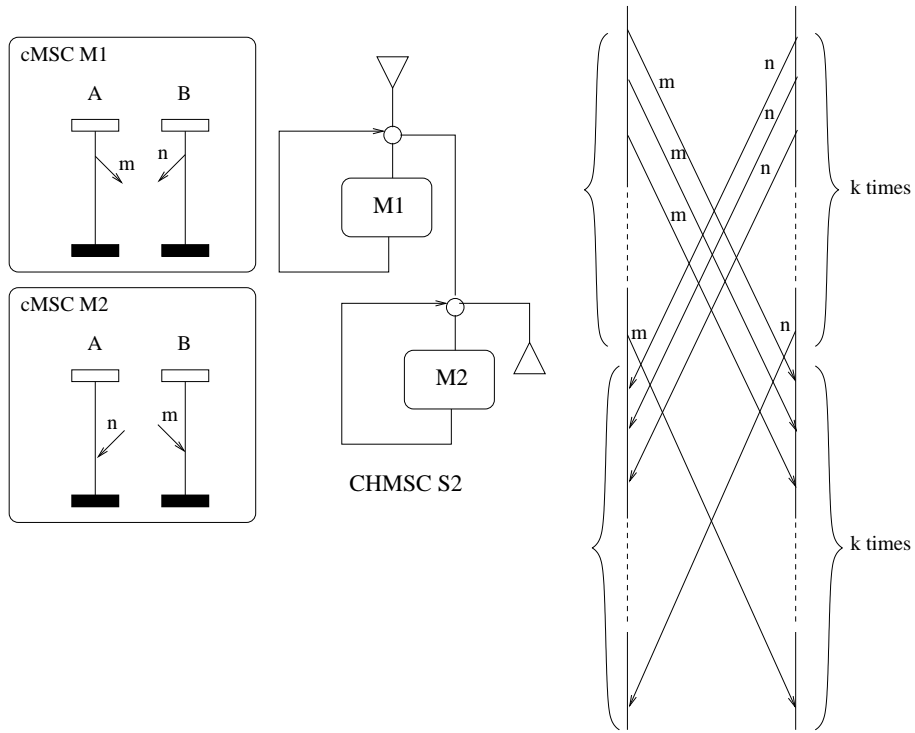 cMSC M1
A B
m n
M1
cMSC M2
A B
n m
M2
CHMSC S2
n
m
n
m
n
m
m n
k times
k times